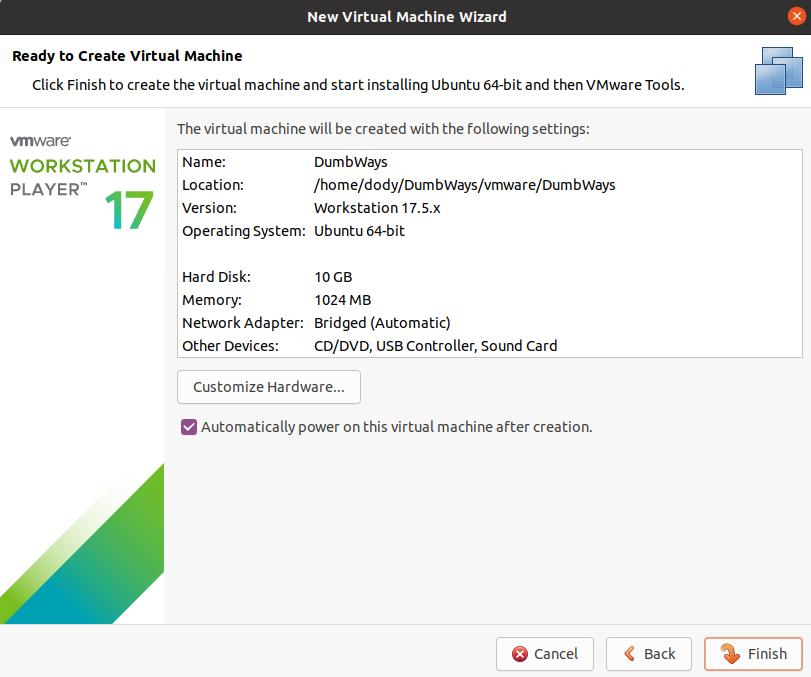 New Virtual Machine Wizard
Ready to Create Virtual Machine
Click Finish to create the virtual machine and start installing Ubuntu 64-bit and then VMware Tools.
vmware
WORKSTATION
PLAYER™
17
The virtual machine will be created with the following settings:
Name: DumbWays
Location: /home/dody/DumbWays/vmware/DumbWays
Version: Workstation 17.5.x
Operating System: Ubuntu 64-bit
Hard Disk: 10 GB
Memory: 1024 MB
Network Adapter: Bridged (Automatic)
Other Devices: CD/DVD, USB Controller, Sound Card
Customize Hardware...
Automatically power on this virtual machine after creation.
Cancel Back Finish